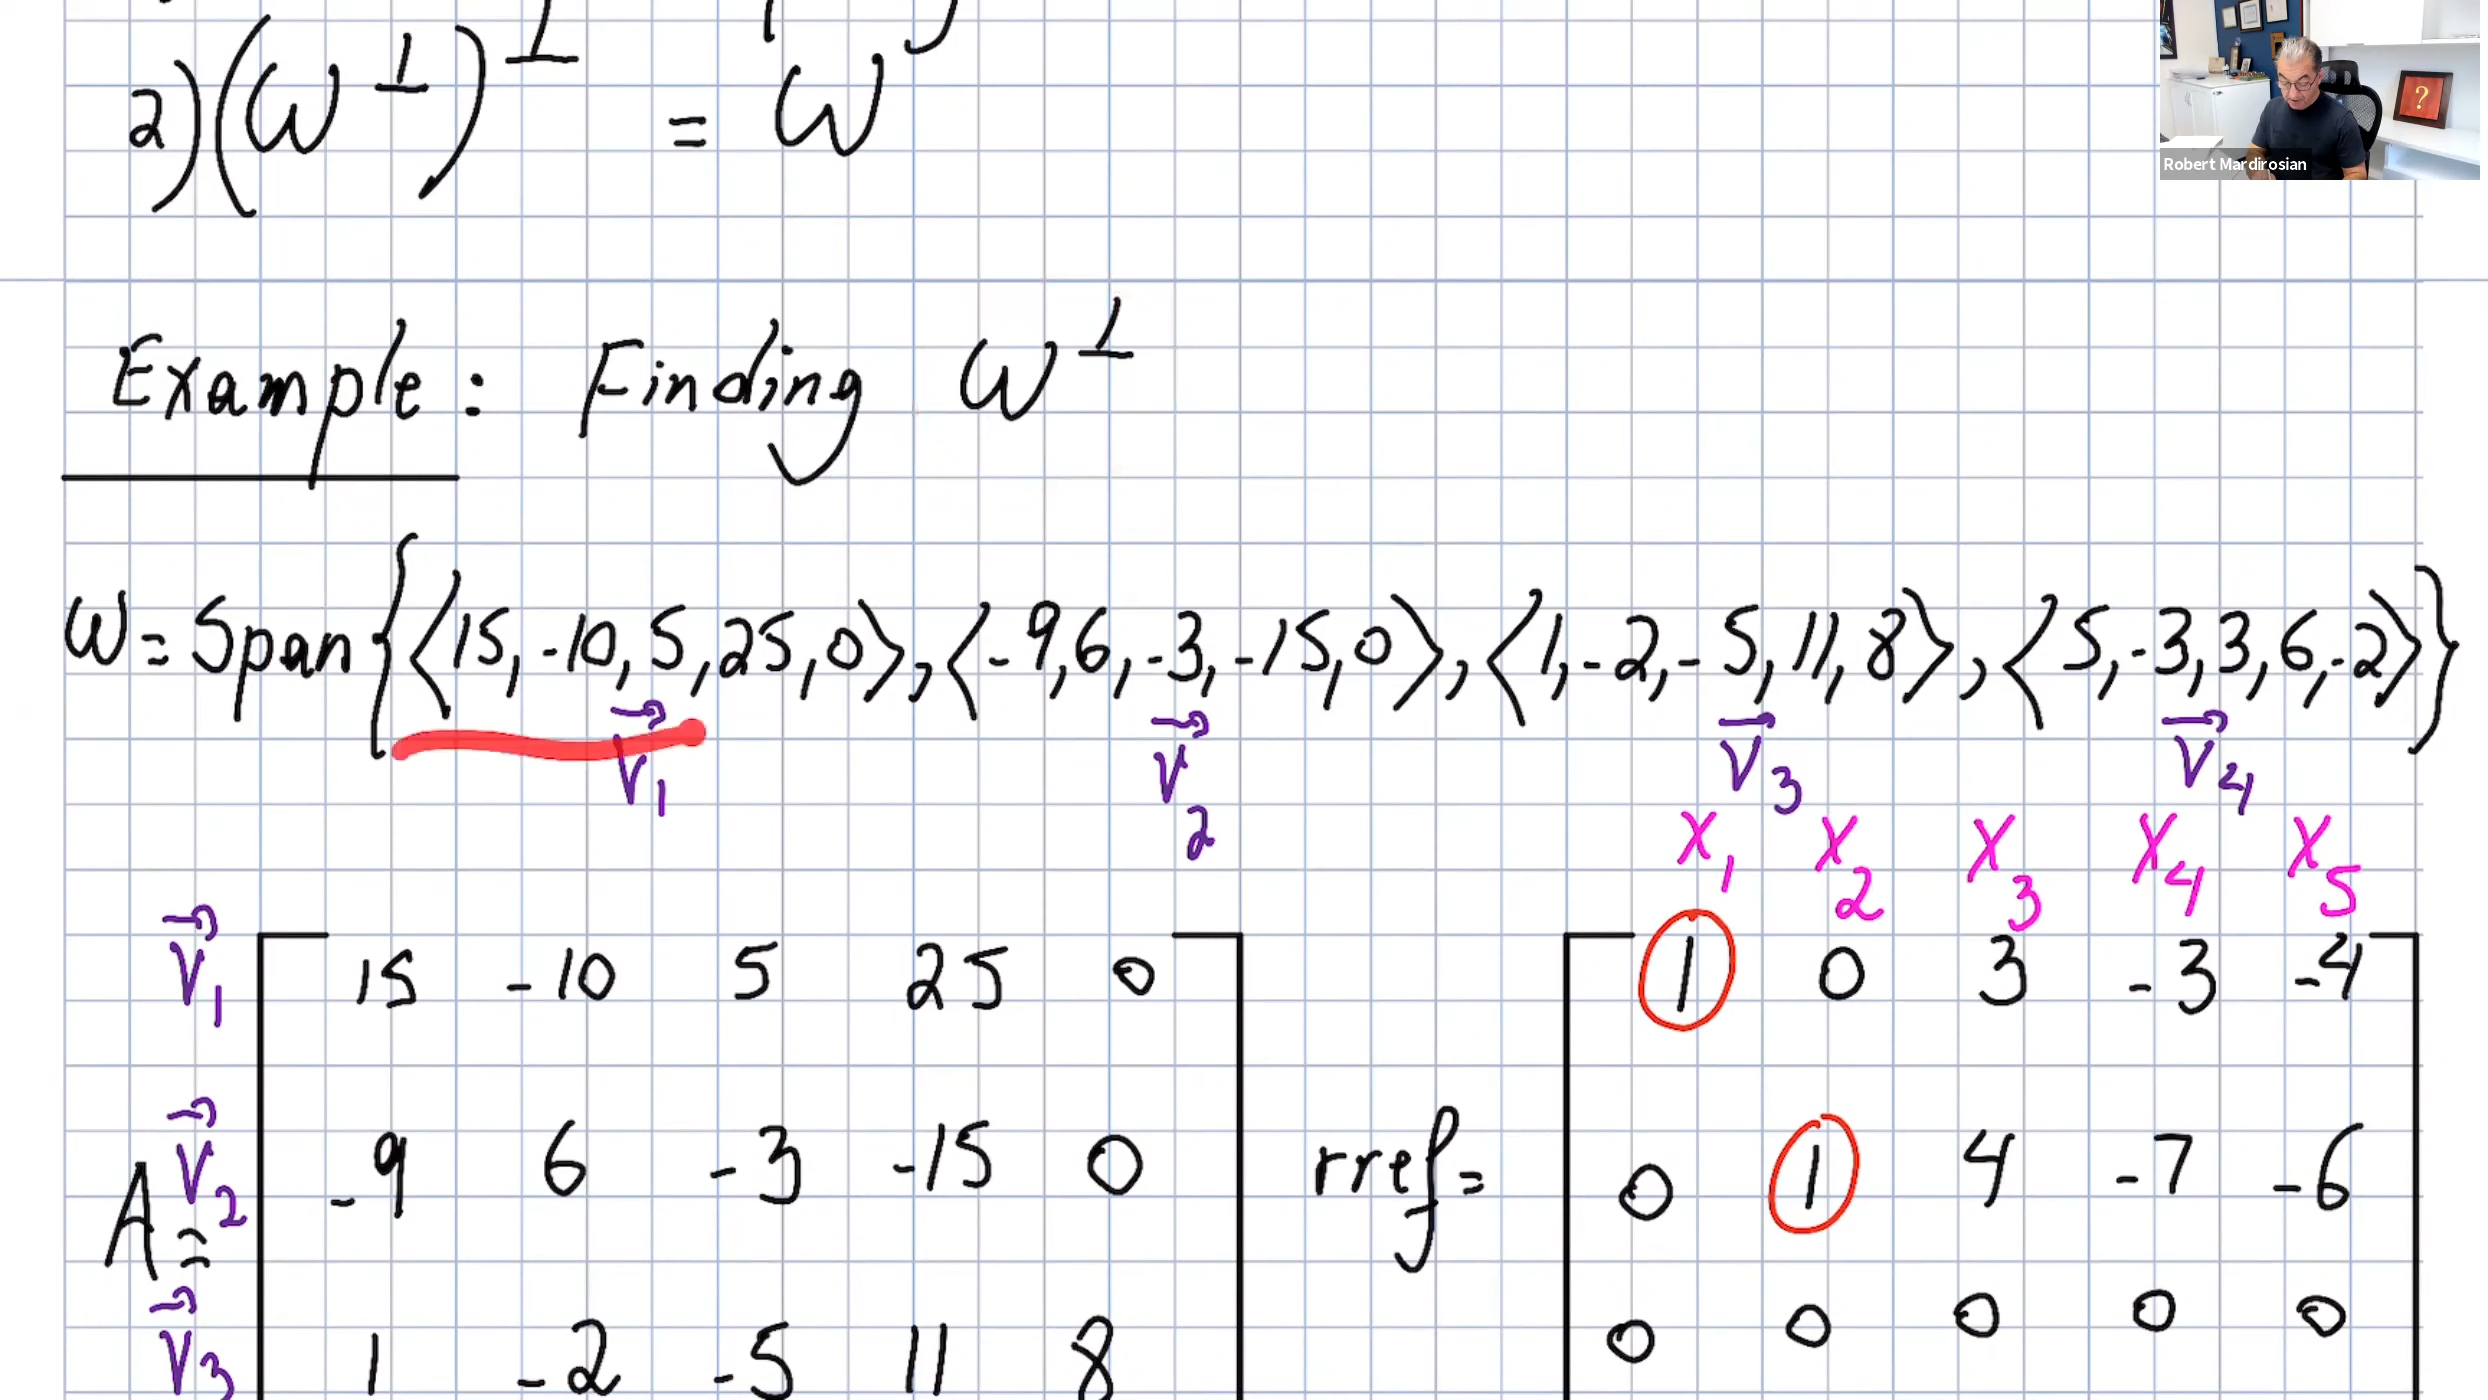 2) (W⊥)⊥ = W
?
Robert Mardirosian
Example: Finding W⊥
W = Span{⟨15, -10, 5, 25, 0⟩, ⟨-9, 6, -3, -15, 0⟩, ⟨1, -2, -5, 11, 8⟩, ⟨5, -3, 3, 6, -2⟩}
v⃗1 v⃗2 v⃗3 v⃗4
x1 x2 x3 x4 x5
v⃗1 15 -10 5 25 0 1 0 3 -3 -4
A = v⃗2 -9 6 -3 -15 0 rref = 0 1 4 -7 -6
v⃗3 1 -2 -5 11 8 0 0 0 0 0